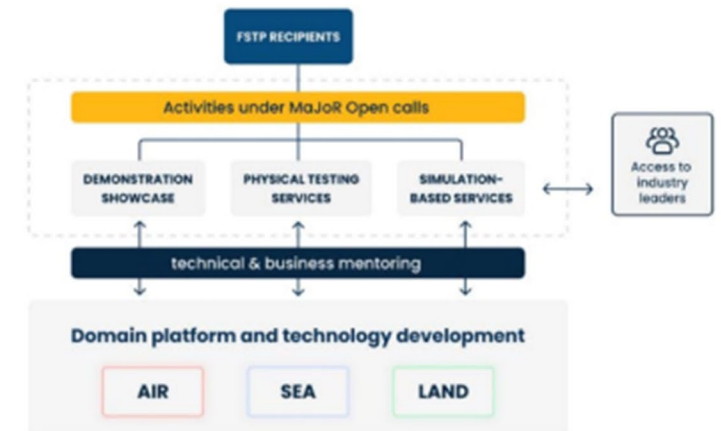 FSTP RECIPIENTS
Activities under MaJoR Open calls
DEMONSTRATION
SHOWCASE
PHYSICAL TESTING
SERVICES
SIMULATION-
BASED SERVICES
Access to
industry
leaders
technical & business mentoring
Domain platform and technology development
AIR
SEA
LAND